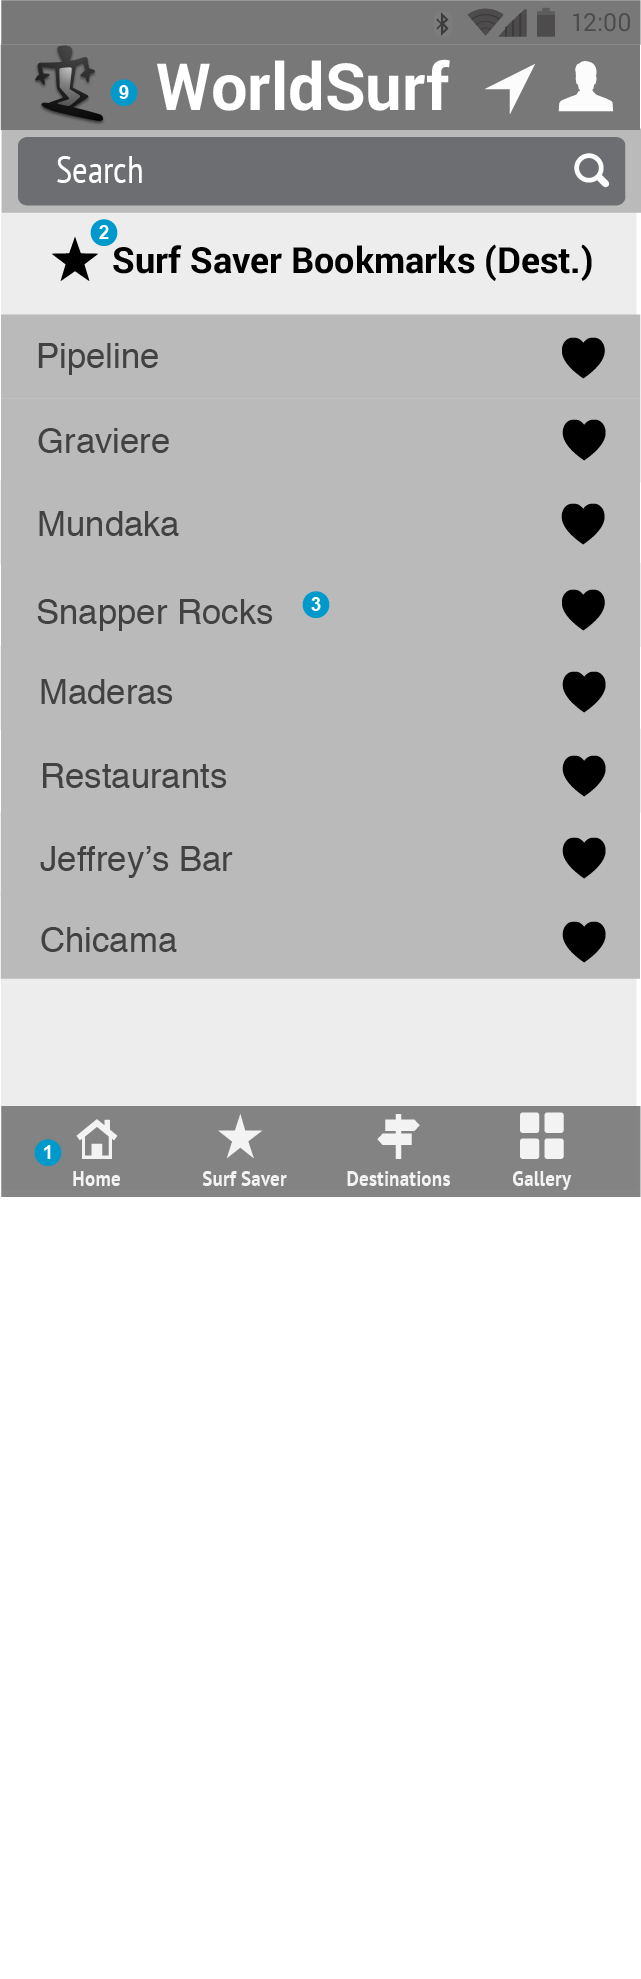 12:00
9 WorldSurf
Search
2
Surf Saver Bookmarks (Dest.)
Pipeline
Graviere
Mundaka
Snapper Rocks 3
Maderas
Restaurants
Jeffrey’s Bar
Chicama
1
Home Surf Saver Destinations Gallery